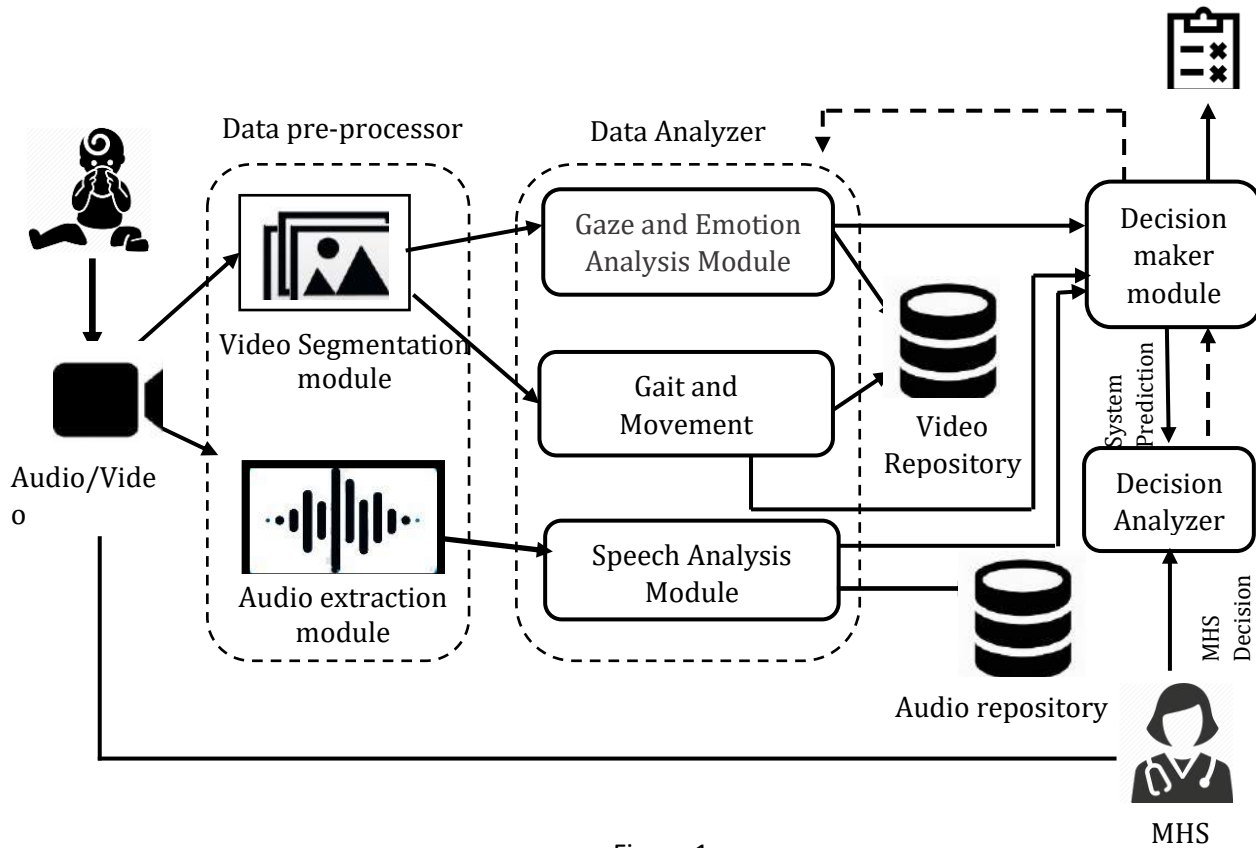 Data pre-processor
Data Analyzer
Gaze and Emotion
Analysis Module
Decision
maker
module
Video Segmentation
module
Gait and
Movement
Video
Repository
System
Prediction
Audio/Vide
o
Decision
Analyzer
Speech Analysis
Module
Audio extraction
module
MHS
Decision
Audio repository
MHS